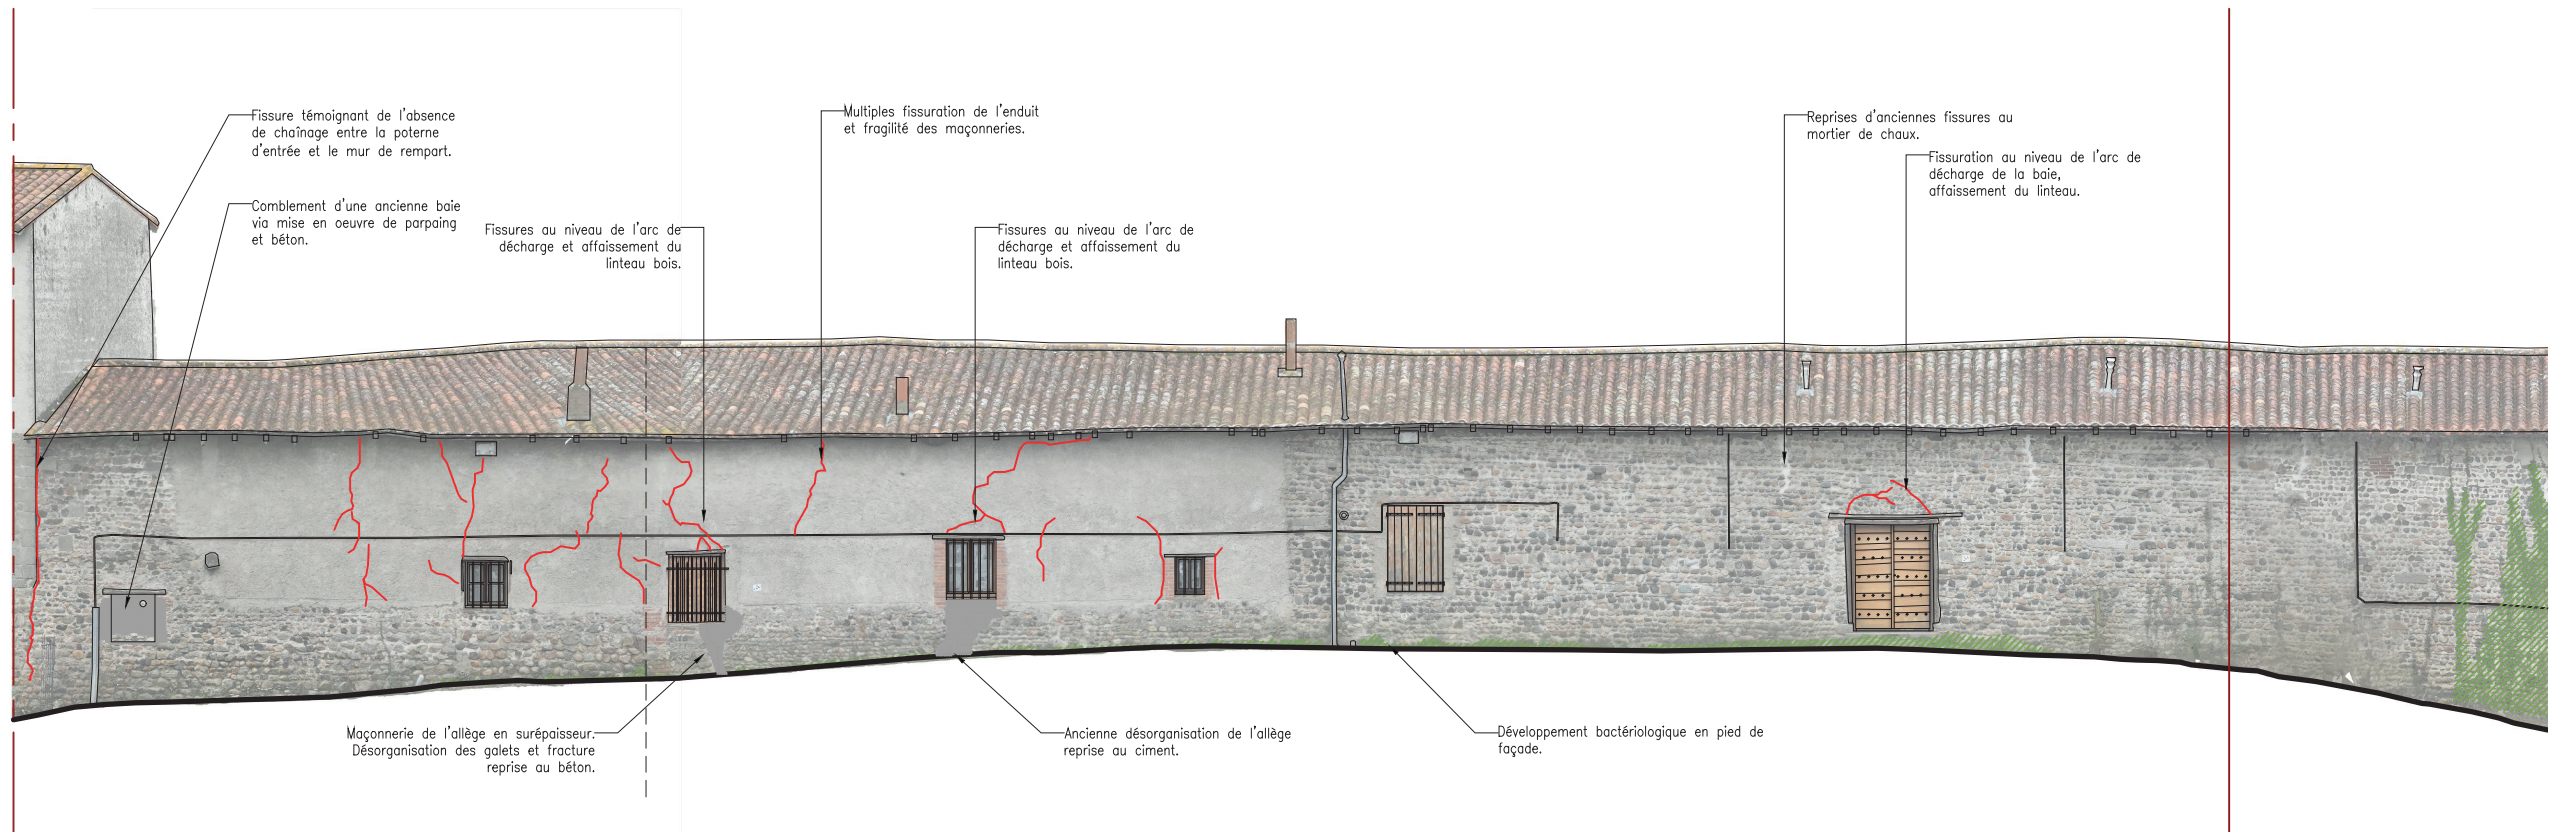 Fissure témoignant de l'absence
de chaînage entre la poterne
d'entrée et le mur de rempart.
Comblement d'une ancienne baie
via mise en oeuvre de parpaing
et béton.
Fissures au niveau de l'arc de
décharge et affaissement du
linteau bois.
Multiples fissuration de l'enduit
et fragilité des maçonneries.
Fissures au niveau de l'arc de
décharge et affaissement du
linteau bois.
Reprises d'anciennes fissures au
mortier de chaux.
Fissuration au niveau de l'arc de
décharge de la baie,
affaissement du linteau.
Maçonnerie de l'allège en surépaisseur.
Désorganisation des galets et fracture
reprise au béton.
Ancienne désorganisation de l'allège
reprise au ciment.
Développement bactériologique en pied de
façade.